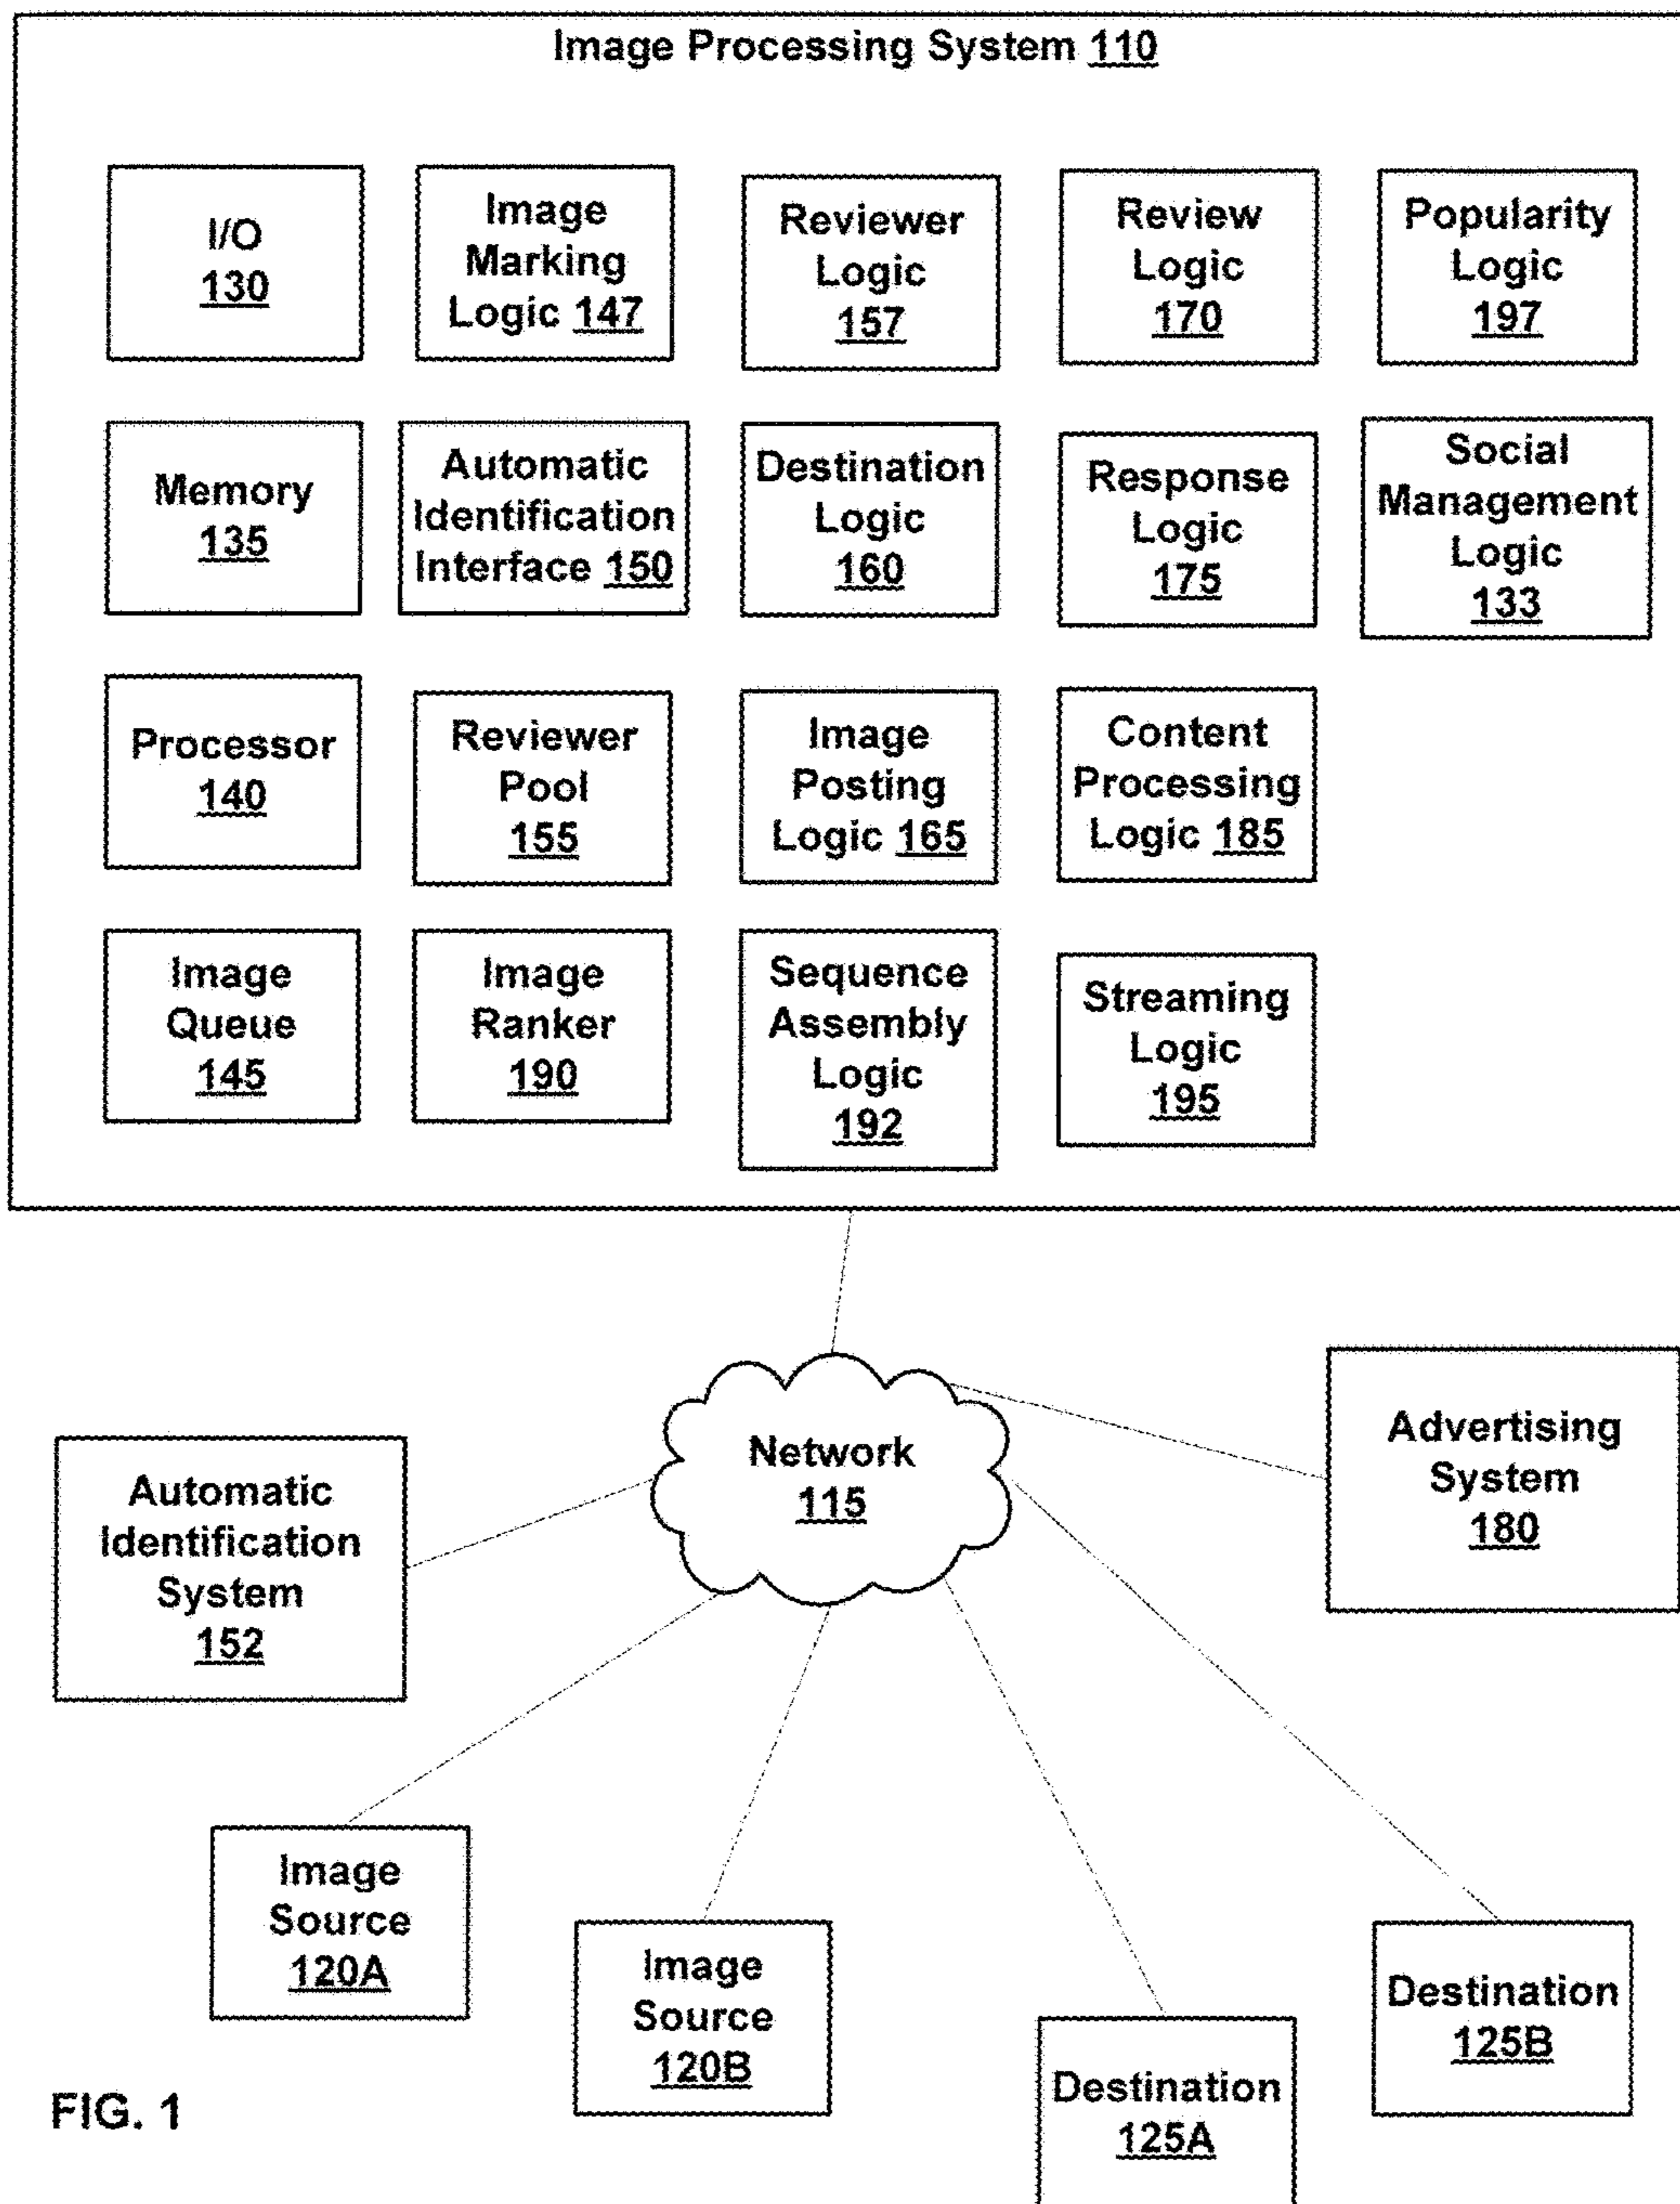 Image Processing System 110
I/O
130
Image
Marking
Logic 147
Reviewer
Logic
157
Review
Logic
170
Popularity
Logic
197
Memory
135
Automatic
Identification
Interface 150
Destination
Logic
160
Response
Logic
175
Social
Management
Logic
133
Processor
140
Reviewer
Pool
155
Image
Posting
Logic 165
Content
Processing
Logic 185
Image
Queue
145
Image
Ranker
190
Sequence
Assembly
Logic
192
Streaming
Logic
195
Network
115
Advertising
System
180
Automatic
Identification
System
152
Image
Source
120A
Image
Source
120B
Destination
125A
Destination
125B
FIG. 1